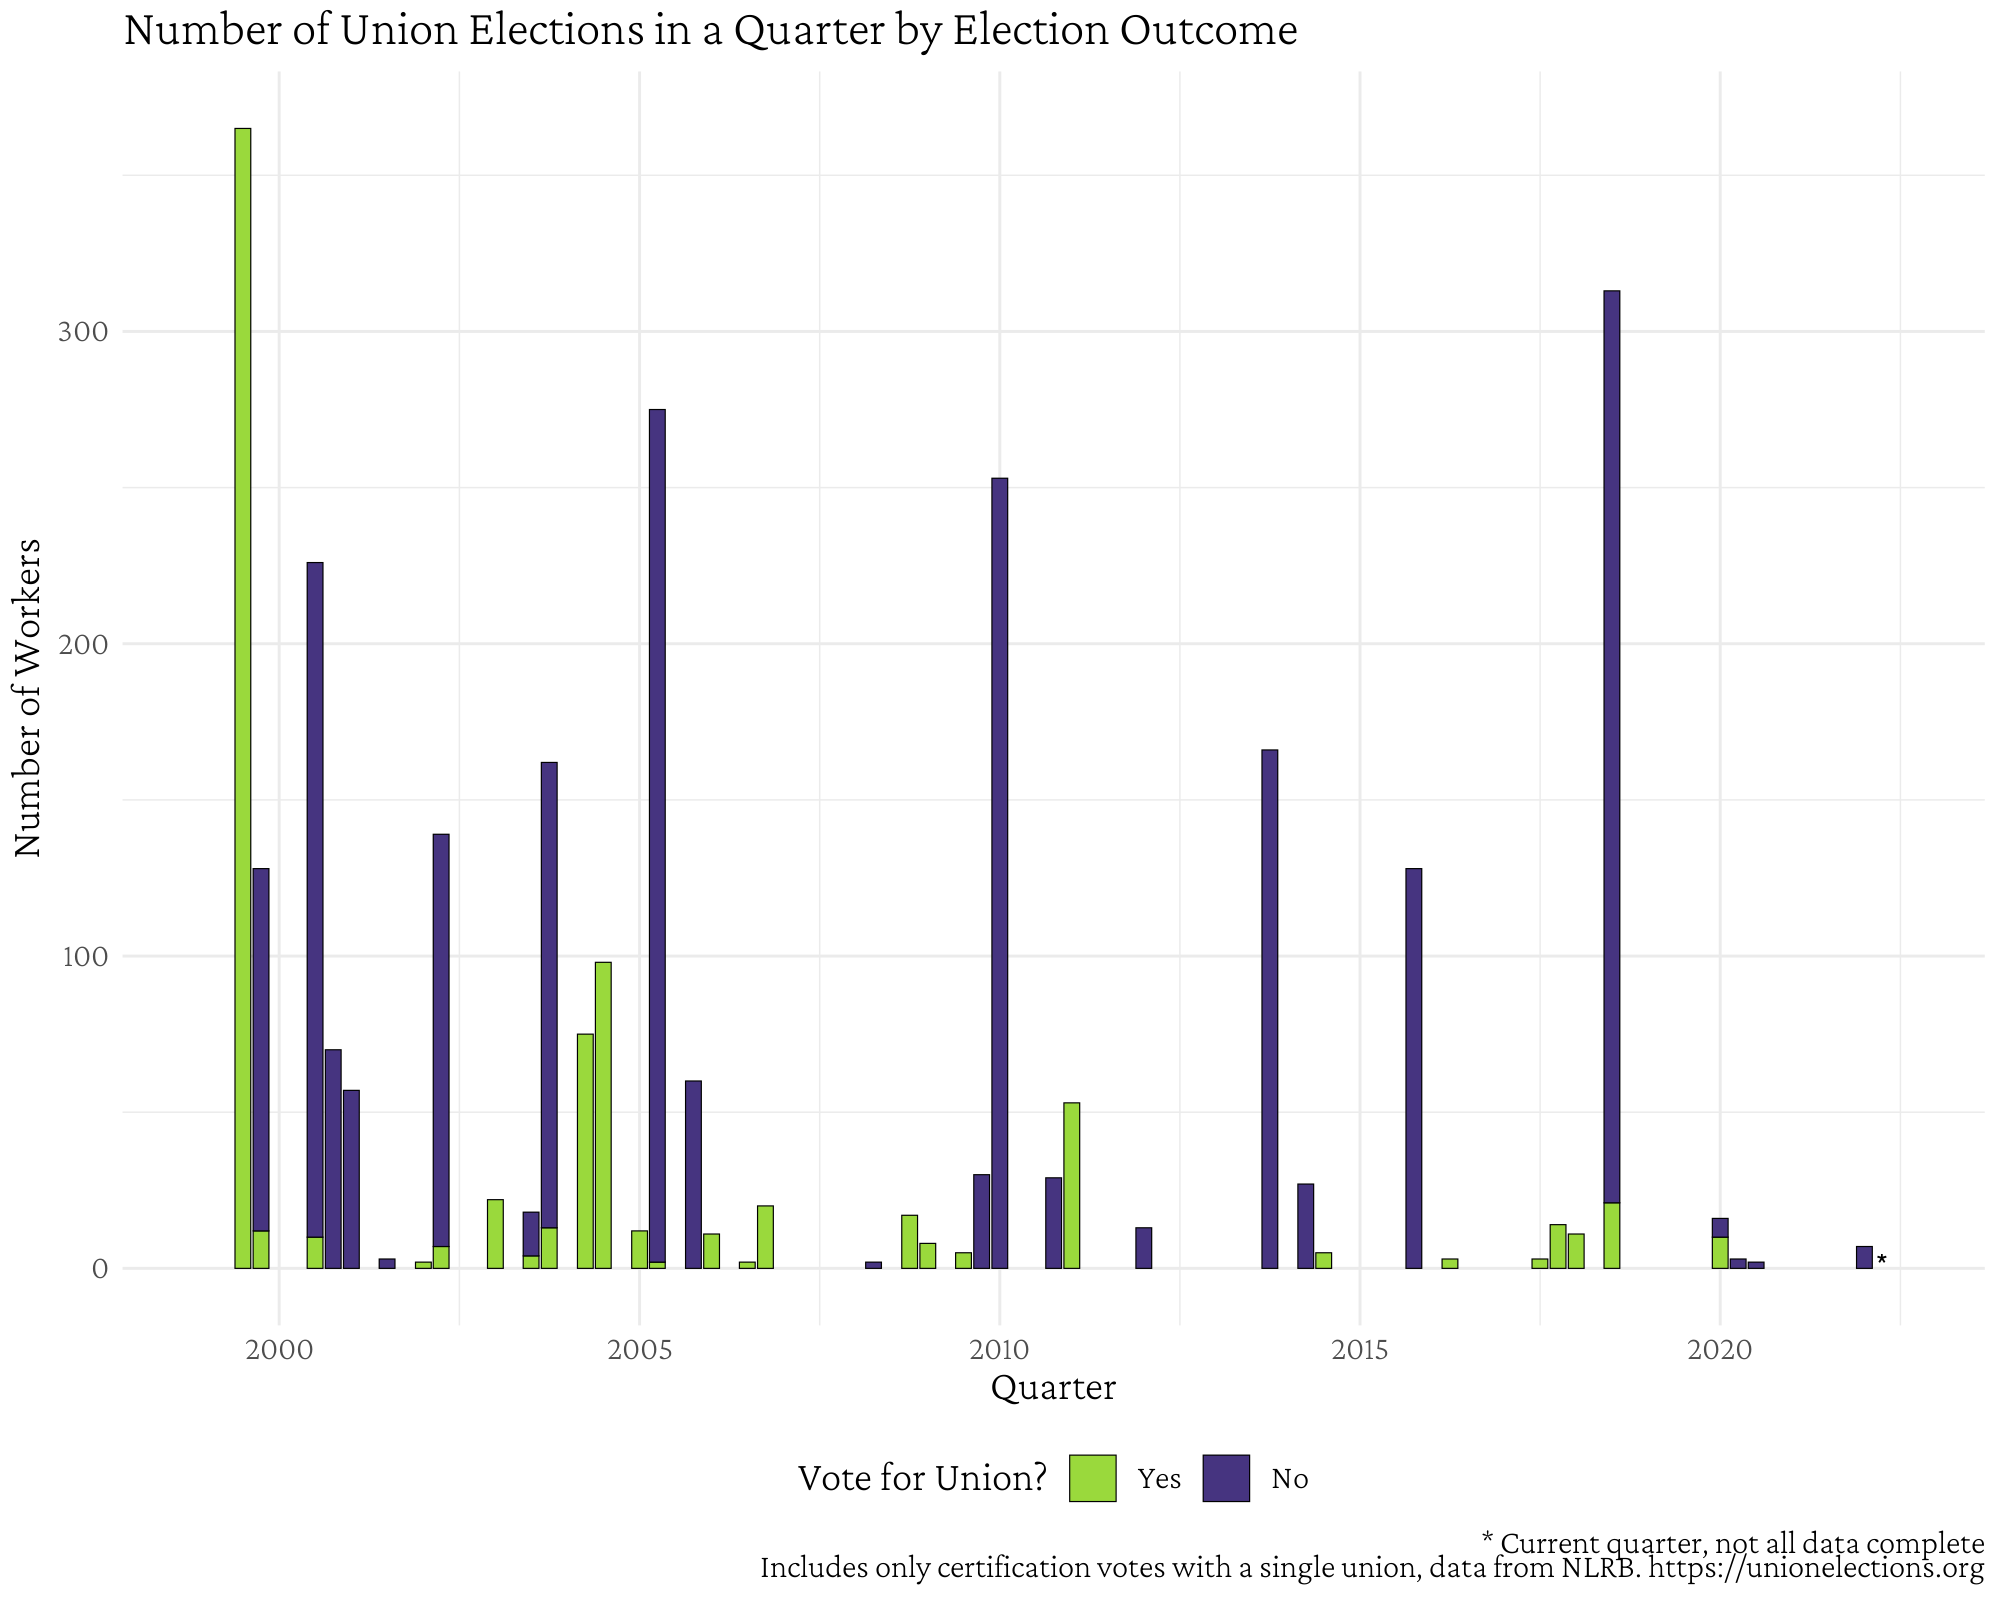 Number of Union Elections in a Quarter by Election Outcome
Number of Workers
300
200
100
0
*
2000 2005 2010 2015 2020
Quarter
Vote for Union? Yes No
* Current quarter, not all data complete
Includes only certification votes with a single union, data from NLRB. https://unionelections.org